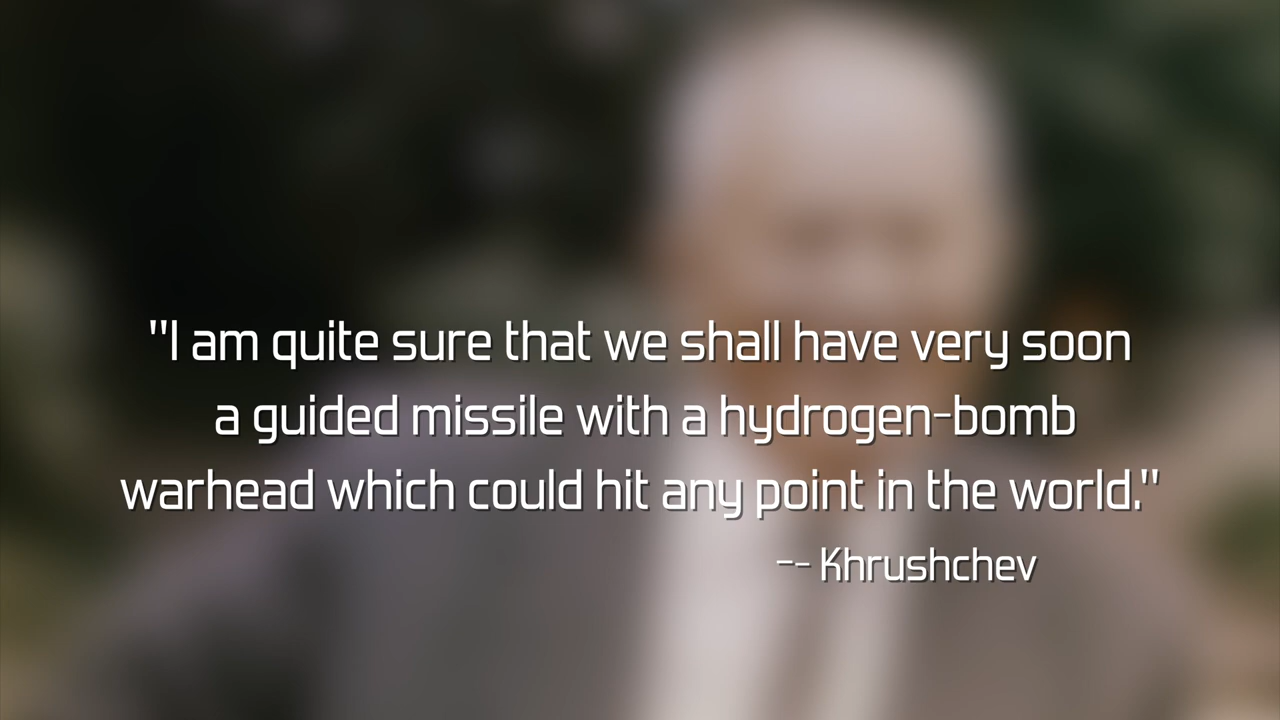 "I am quite sure that we shall have very soon
a guided missile with a hydrogen-bomb
warhead which could hit any point in the world."
-- Khrushchev